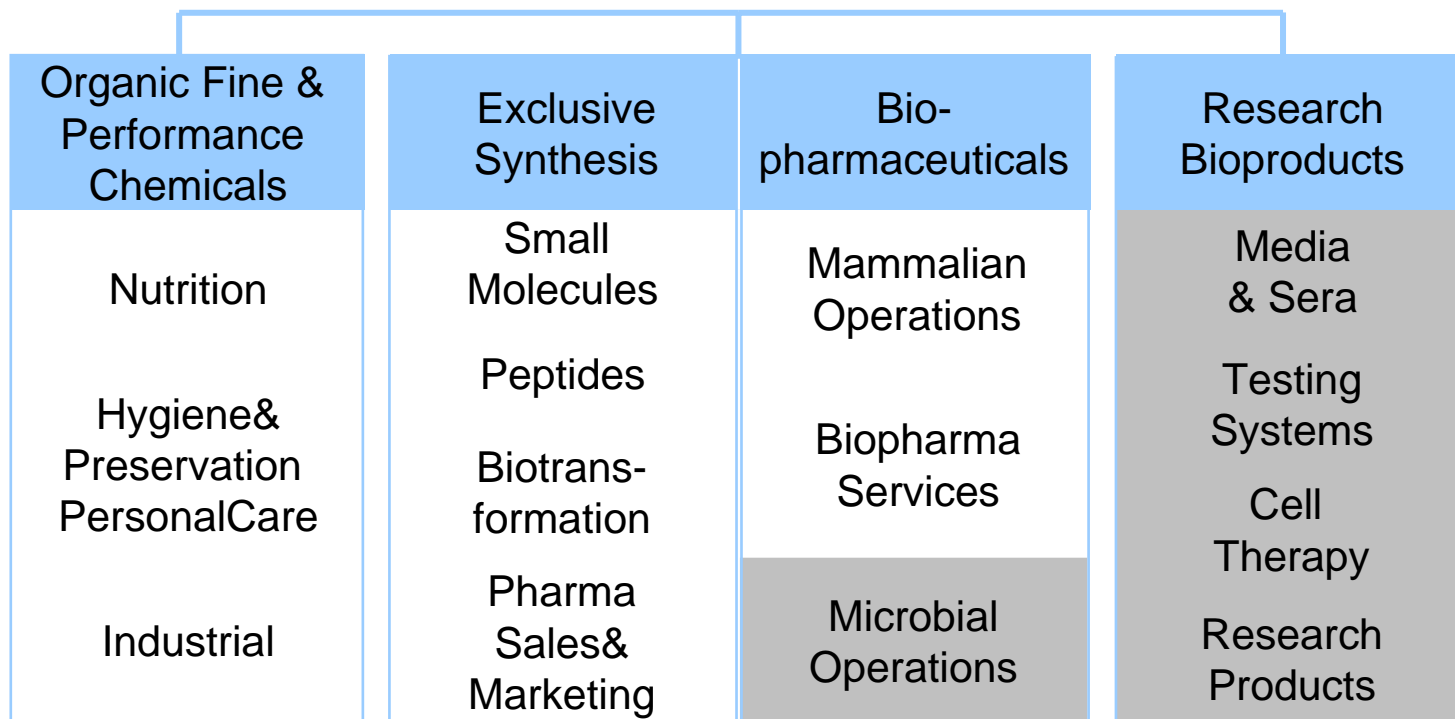 Organic Fine &
Performance
Chemicals
Nutrition
Hygiene&
Preservation
PersonalCare
Industrial
Exclusive
Synthesis
Small
Molecules
Peptides
Biotrans-
formation
Pharma
Sales&
Marketing
Bio-
pharmaceuticals
Mammalian
Operations
Biopharma
Services
Microbial
Operations
Research
Bioproducts
Media
& Sera
Testing
Systems
Cell
Therapy
Research
Products